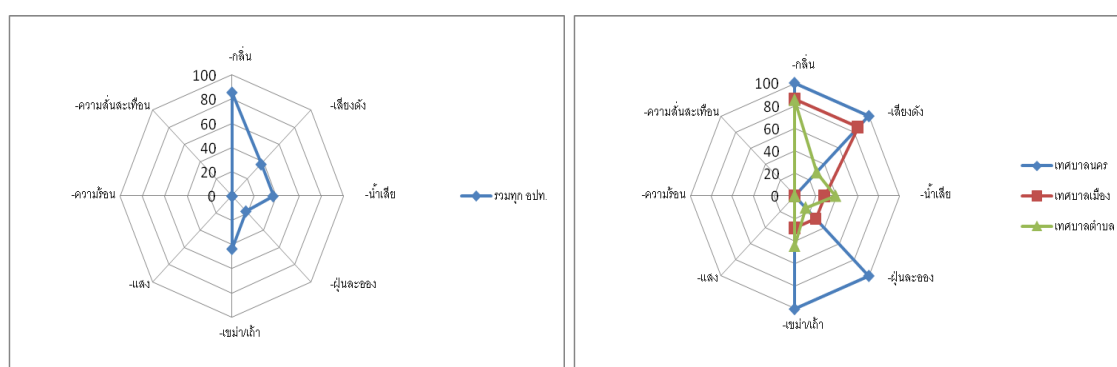 -กลิ่น
100
80
60
40
20
0
-เสียงดัง
-น้ำเสีย
-ฝุ่นละออง
-เขม่า/เถ้า
-แสง
-ความร้อน
-ความสั่นสะเทือน
รวมทุก อปท.
-กลิ่น
100
80
60
40
20
0
-เสียงดัง
-น้ำเสีย
-ฝุ่นละออง
-เขม่า/เถ้า
-แสง
-ความร้อน
-ความสั่นสะเทือน
เทศบาลนคร
เทศบาลเมือง
เทศบาลตำบล